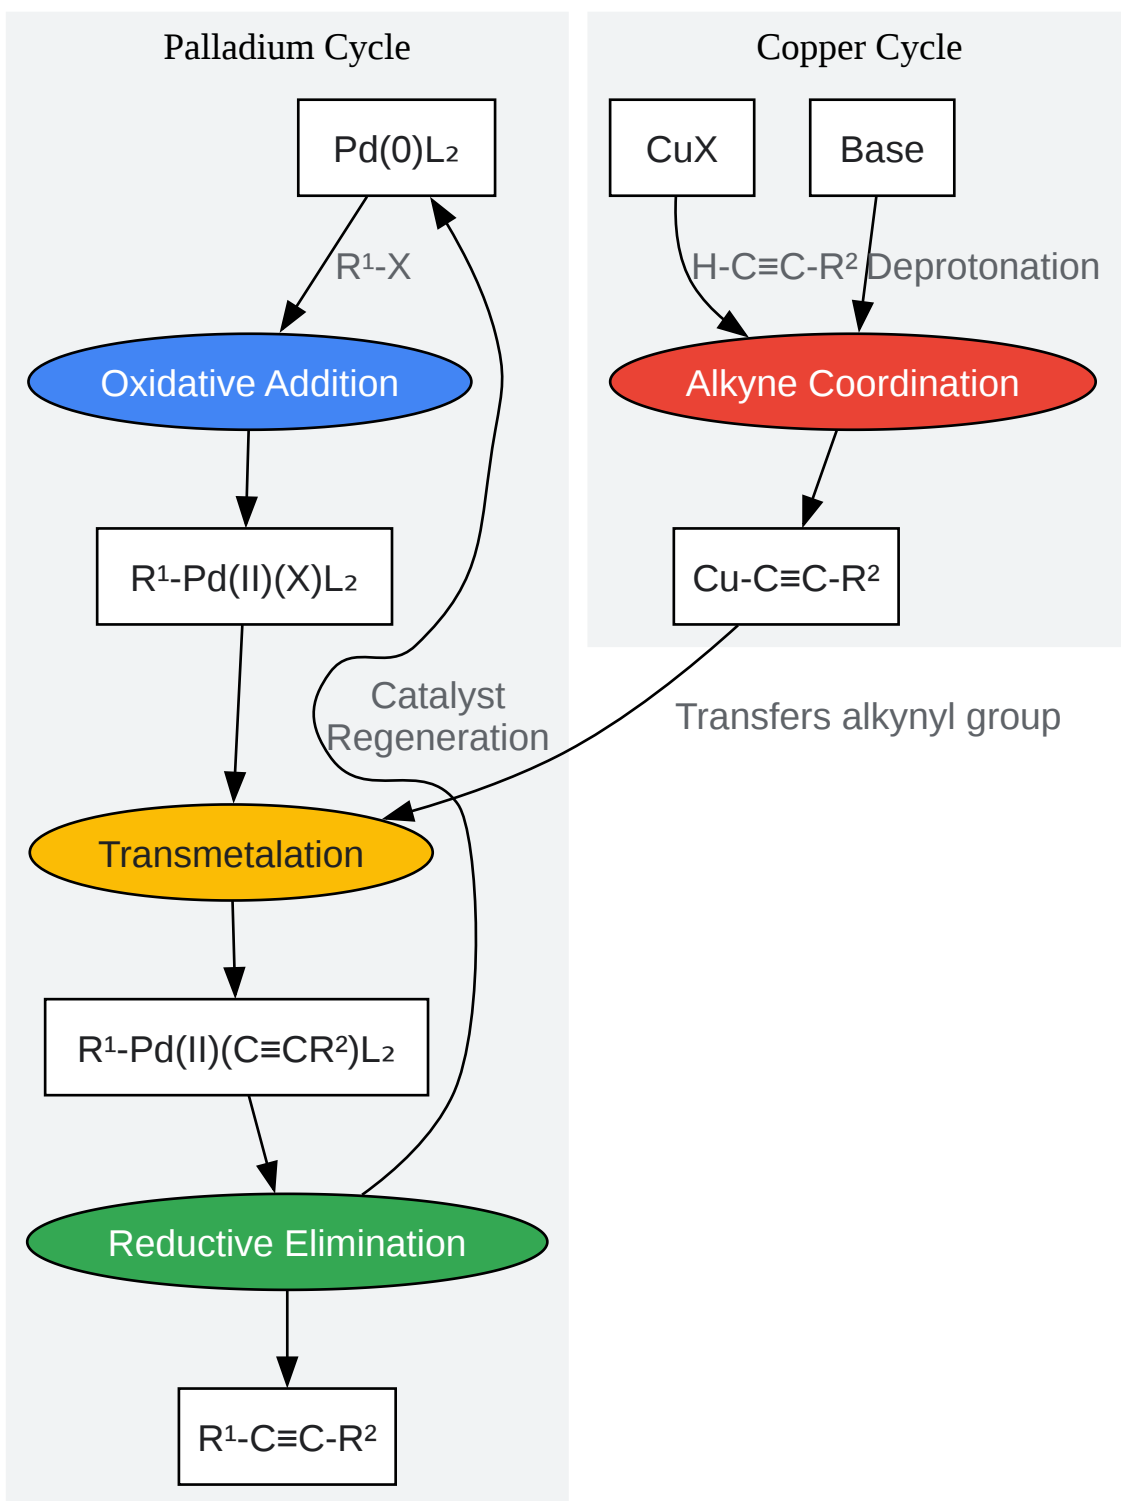 Palladium Cycle
Copper Cycle
Pd(0)L₂
CuX
Base
R¹-X
H-C≡C-R²
Deprotonation
Oxidative Addition
Alkyne Coordination
R¹-Pd(II)(X)L₂
Cu-C≡C-R²
Catalyst
Regeneration
Transfers alkynyl group
Transmetalation
R¹-Pd(II)(C≡CR²)L₂
Reductive Elimination
R¹-C≡C-R²